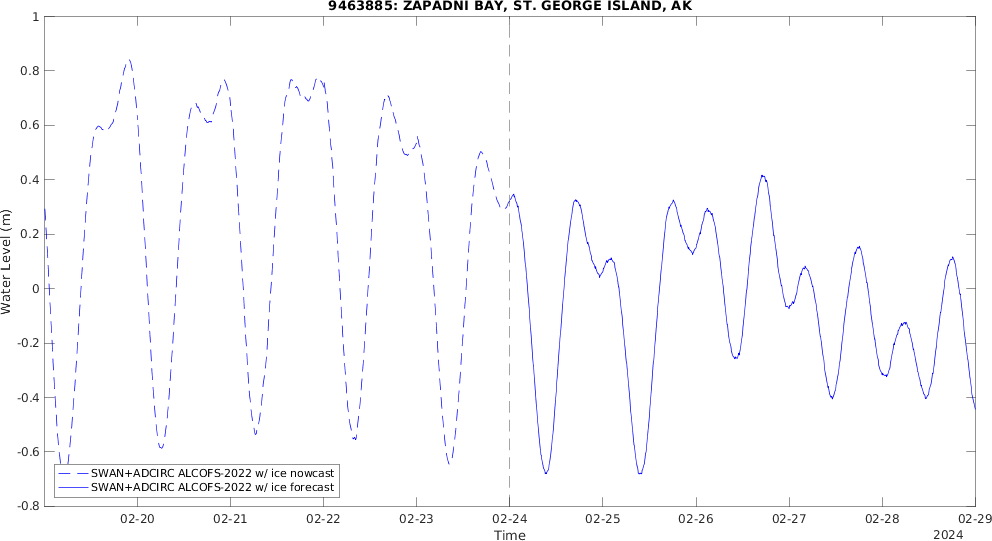 9463885: ZAPADNI BAY, ST. GEORGE ISLAND, AK
1
0.8
0.6
0.4
0.2
0
-0.2
-0.4
-0.6
-0.8
Water Level (m)
SWAN+ADCIRC ALCOFS-2022 w/ ice nowcast
SWAN+ADCIRC ALCOFS-2022 w/ ice forecast
02-20 02-21 02-22 02-23 02-24 02-25 02-26 02-27 02-28 02-29
Time
2024